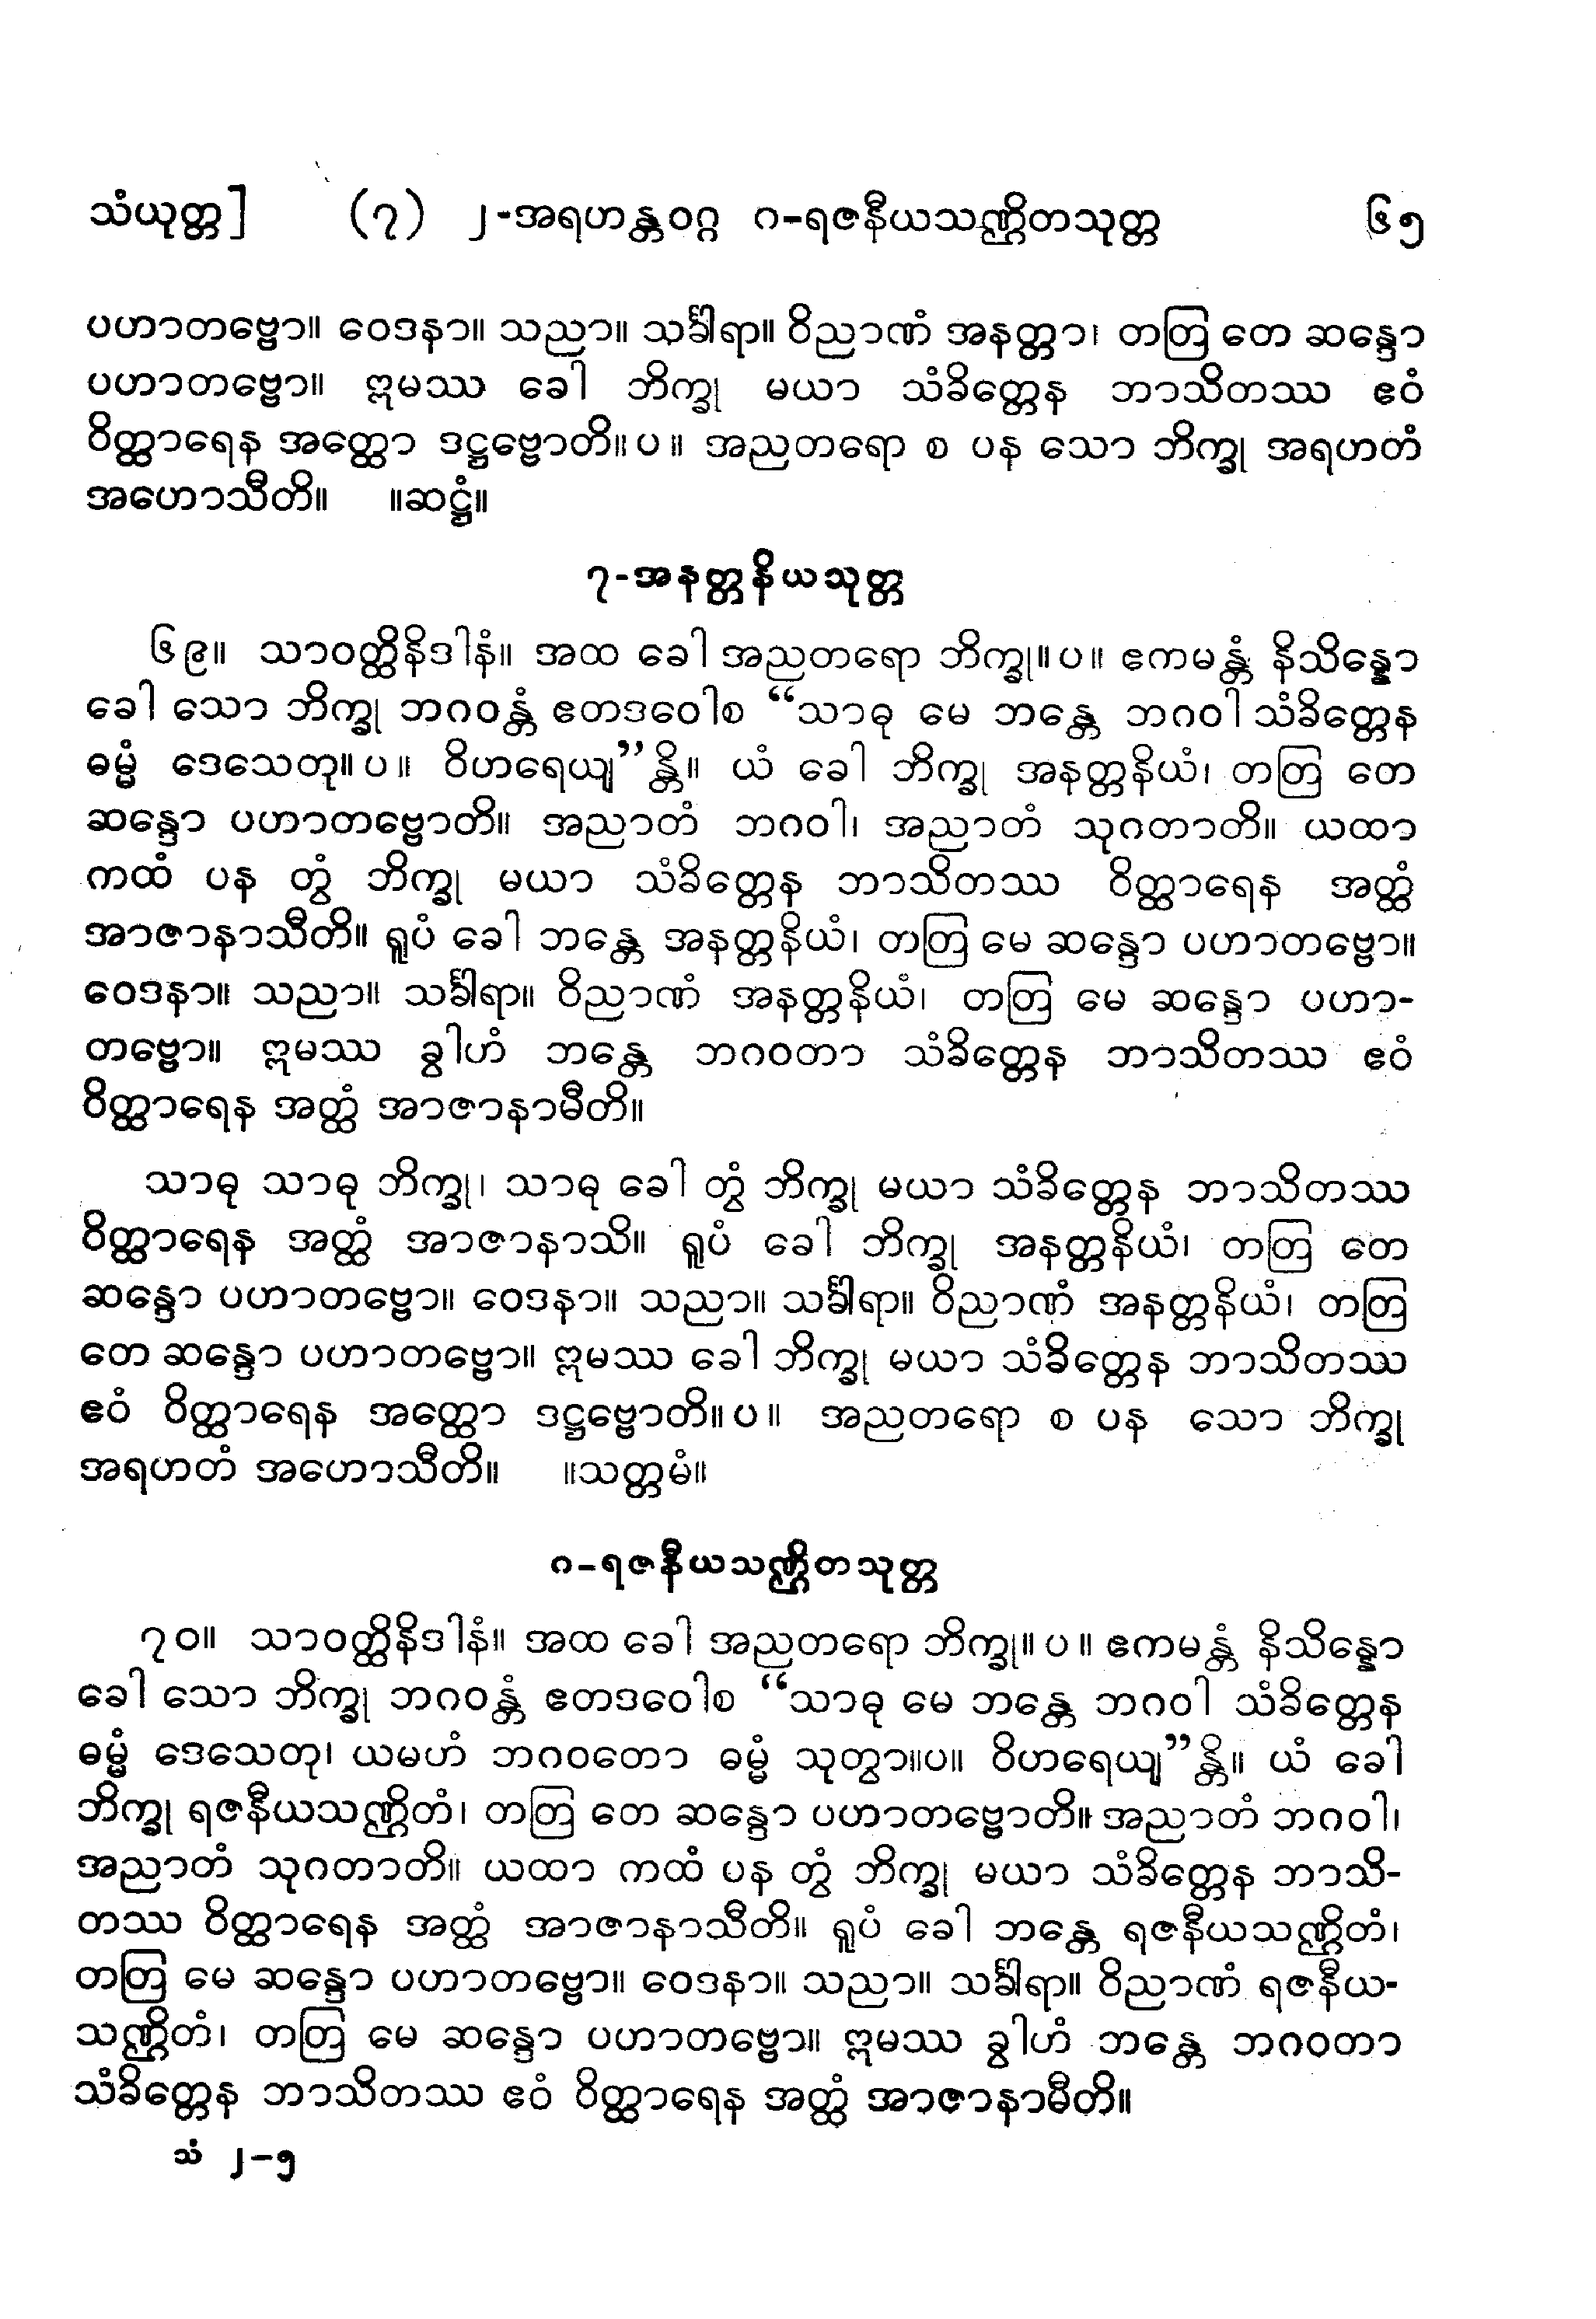 သံယုတ္တ] (၇) ၂-အရဟန္တဝဂ္ဂ ဂ-ရဇနီယသဏ္ဌိတသုတ္တ ၆၅
ပဟာတဗ္ဗော။ ဝေဒနာ။ သညာ။ သင်္ခါရာ။ ဝိညာဏံ အနတ္တာ၊ တတြ တေ ဆန္ဒော
ပဟာတဗ္ဗော။ ဣမဿ ခေါ ဘိက္ခု မယာ သံခိတ္တေန ဘာသိတဿ ဧဝံ
ဝိတ္ထာရေန အတ္ထော ဒဋ္ဌဗ္ဗောတိ။ပ။ အညတရော စ ပန သော ဘိက္ခု အရဟတံ
အဟောသီတိ။ ။ဆဋ္ဌံ။
၇-အနတ္တနိယသုတ္တ
၆၉။ သာဝတ္ထိနိဒါနံ။ အထ ခေါ အညတရော ဘိက္ခု။ပ။ ဧကမန္တံ နိသိန္နော
ခေါ သော ဘိက္ခု ဘဂဝန္တံ ဧတဒဝေါစ “သာဓု မေ ဘန္တေ ဘဂဝါ သံခိတ္တေန
ဓမ္မံ ဒေသေတု။ပ။ ဝိဟရေယျ”န္တိ။ ယံ ခေါ ဘိက္ခု အနတ္တနိယံ၊ တတြ တေ
ဆန္ဒော ပဟာတဗ္ဗောတိ။ အညာတံ ဘဂဝါ၊ အညာတံ သုဂတာတိ။ ယထာ
ကထံ ပန တွံ ဘိက္ခု မယာ သံခိတ္တေန ဘာသိတဿ ဝိတ္ထာရေန အတ္ထံ
အာဇာနာသီတိ။ ရူပံ ခေါ ဘန္တေ အနတ္တနိယံ၊ တတြ မေ ဆန္ဒော ပဟာတဗ္ဗော။
ဝေဒနာ။ သညာ။ သင်္ခါရာ။ ဝိညာဏံ အနတ္တနိယံ၊ တတြ မေ ဆန္ဒော ပဟာ-
တဗ္ဗော။ ဣမဿ ခွါဟံ ဘန္တေ ဘဂဝတာ သံခိတ္တေန ဘာသိတဿ ဧဝံ
ဝိတ္ထာရေန အတ္ထံ အာဇာနာမီတိ။
သာဓု သာဓု ဘိက္ခု၊ သာဓု ခေါ တွံ ဘိက္ခု မယာ သံခိတ္တေန ဘာသိတဿ
ဝိတ္ထာရေန အတ္ထံ အာဇာနာသိ။ ရူပံ ခေါ ဘိက္ခု အနတ္တနိယံ၊ တတြ တေ
ဆန္ဒော ပဟာတဗ္ဗော။ ဝေဒနာ။ သညာ။ သင်္ခါရာ။ ဝိညာဏံ အနတ္တနိယံ၊ တတြ
တေ ဆန္ဒော ပဟာတဗ္ဗော။ ဣမဿ ခေါ ဘိက္ခု မယာ သံခိတ္တေန ဘာသိတဿ
ဧဝံ ဝိတ္ထာရေန အတ္ထော ဒဋ္ဌဗ္ဗောတိ။ပ။ အညတရော စ ပန သော ဘိက္ခု
အရဟတံ အဟောသီတိ။ ။သတ္တမံ။
ဂ-ရဇနီယသဏ္ဌိတသုတ္တ
၇၀။ သာဝတ္ထိနိဒါနံ။ အထ ခေါ အညတရော ဘိက္ခု။ပ။ ဧကမန္တံ နိသိန္နော
ခေါ သော ဘိက္ခု ဘဂဝန္တံ ဧတဒဝေါစ “သာဓု မေ ဘန္တေ ဘဂဝါ သံခိတ္တေန
ဓမ္မံ ဒေသေတု၊ ယမဟံ ဘဂဝတော ဓမ္မံ သုတွာ။ပ။ ဝိဟရေယျ”န္တိ။ ယံ ခေါ
ဘိက္ခု ရဇနီယသဏ္ဌိတံ၊ တတြ တေ ဆန္ဒော ပဟာတဗ္ဗောတိ။ အညာတံ ဘဂဝါ၊
အညာတံ သုဂတာတိ။ ယထာ ကထံ ပန တွံ ဘိက္ခု မယာ သံခိတ္တေန ဘာသိ-
တဿ ဝိတ္ထာရေန အတ္ထံ အာဇာနာသီတိ။ ရူပံ ခေါ ဘန္တေ ရဇနီယသဏ္ဌိတံ၊
တတြ မေ ဆန္ဒော ပဟာတဗ္ဗော။ ဝေဒနာ။ သညာ။ သင်္ခါရာ။ ဝိညာဏံ ရဇနီယ-
သဏ္ဌိတံ၊ တတြ မေ ဆန္ဒော ပဟာတဗ္ဗော။ ဣမဿ ခွါဟံ ဘန္တေ ဘဂဝတာ
သံခိတ္တေန ဘာသိတဿ ဧဝံ ဝိတ္ထာရေန အတ္ထံ အာဇာနာမီတိ။
သံ ၂-၅